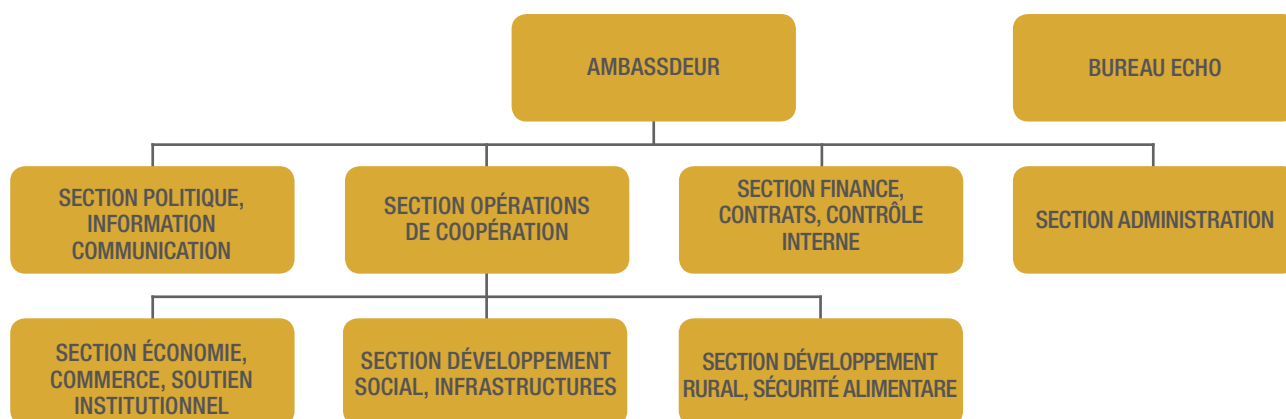 AMBASSDEUR
BUREAU ECHO
SECTION POLITIQUE,
INFORMATION
COMMUNICATION
SECTION OPÉRATIONS
DE COOPÉRATION
SECTION FINANCE,
CONTRATS, CONTRÔLE
INTERNE
SECTION ADMINISTRATION
SECTION ÉCONOMIE,
COMMERCE, SOUTIEN
INSTITUTIONNEL
SECTION DÉVELOPPEMENT
SOCIAL, INFRASTRUCTURES
SECTION DÉVELOPPEMENT
RURAL, SÉCURITÉ ALIMENTARE